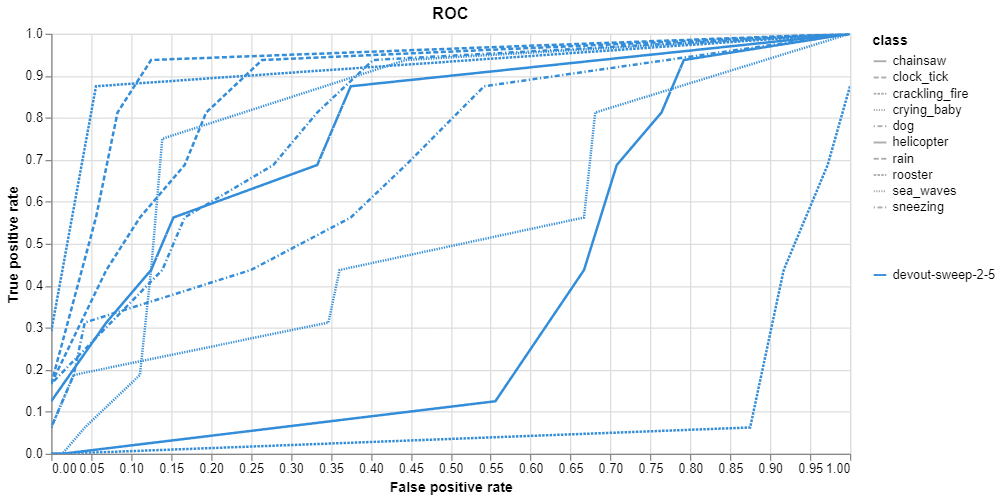 ROC
True positive rate
1.0
0.9
0.8
0.7
0.6
0.5
0.4
0.3
0.2
0.1
0.0
0.00 0.05 0.10 0.15 0.20 0.25 0.30 0.35 0.40 0.45 0.50 0.55 0.60 0.65 0.70 0.75 0.80 0.85 0.90 0.95 1.00
False positive rate
class
chainsaw
clock_tick
crackling_fire
crying_baby
dog
helicopter
rain
rooster
sea_waves
sneezing
devout-sweep-2-5